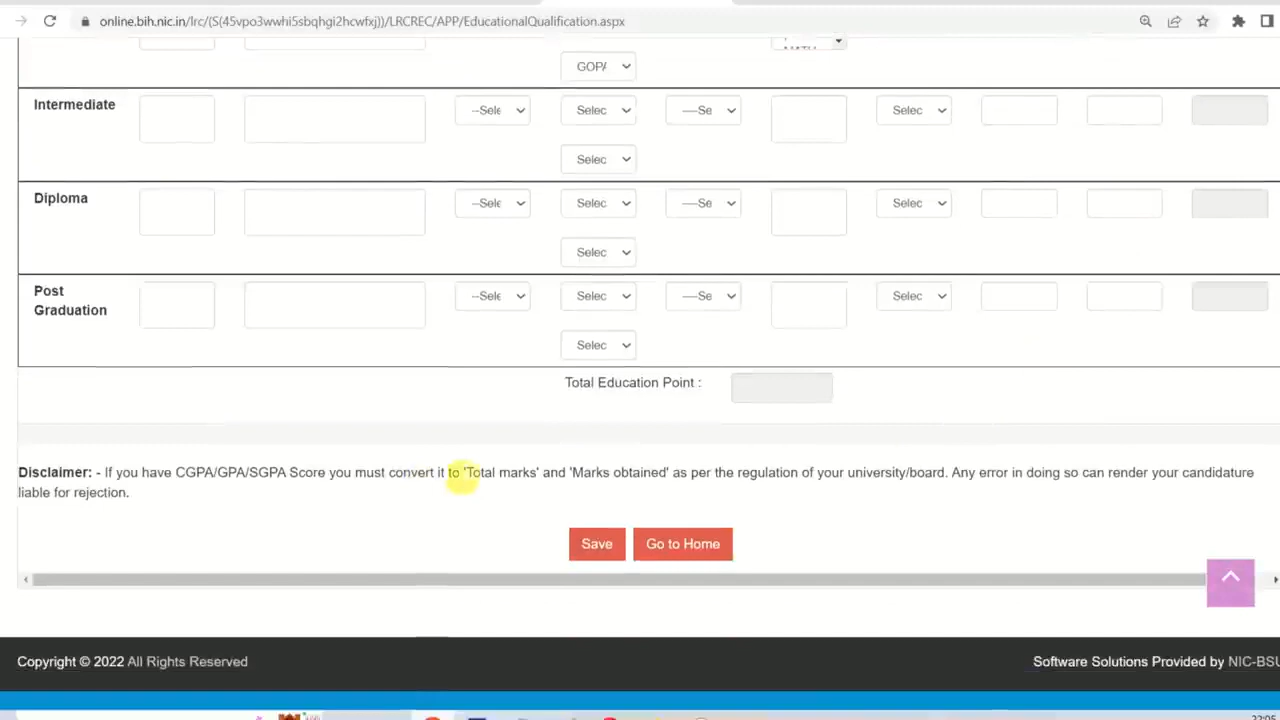 online.bih.nic.in/lrc/(S(45vpo3wwhi5sbqhgi2hcwfxj))/LRCREC/APP/EducationalQualification.aspx
GOPA
Intermediate
--Sele
Selec
----Se
Selec
Selec
Diploma
--Sele
Selec
----Se
Selec
Selec
Post
Graduation
--Sele
Selec
----Se
Selec
Selec
Total Education Point :
Disclaimer: - If you have CGPA/GPA/SGPA Score you must convert it to 'Total marks' and 'Marks obtained' as per the regulation of your university/board. Any error in doing so can render your candidature
liable for rejection.
Save
Go to Home
Copyright © 2022 All Rights Reserved
Software Solutions Provided by NIC-BSU